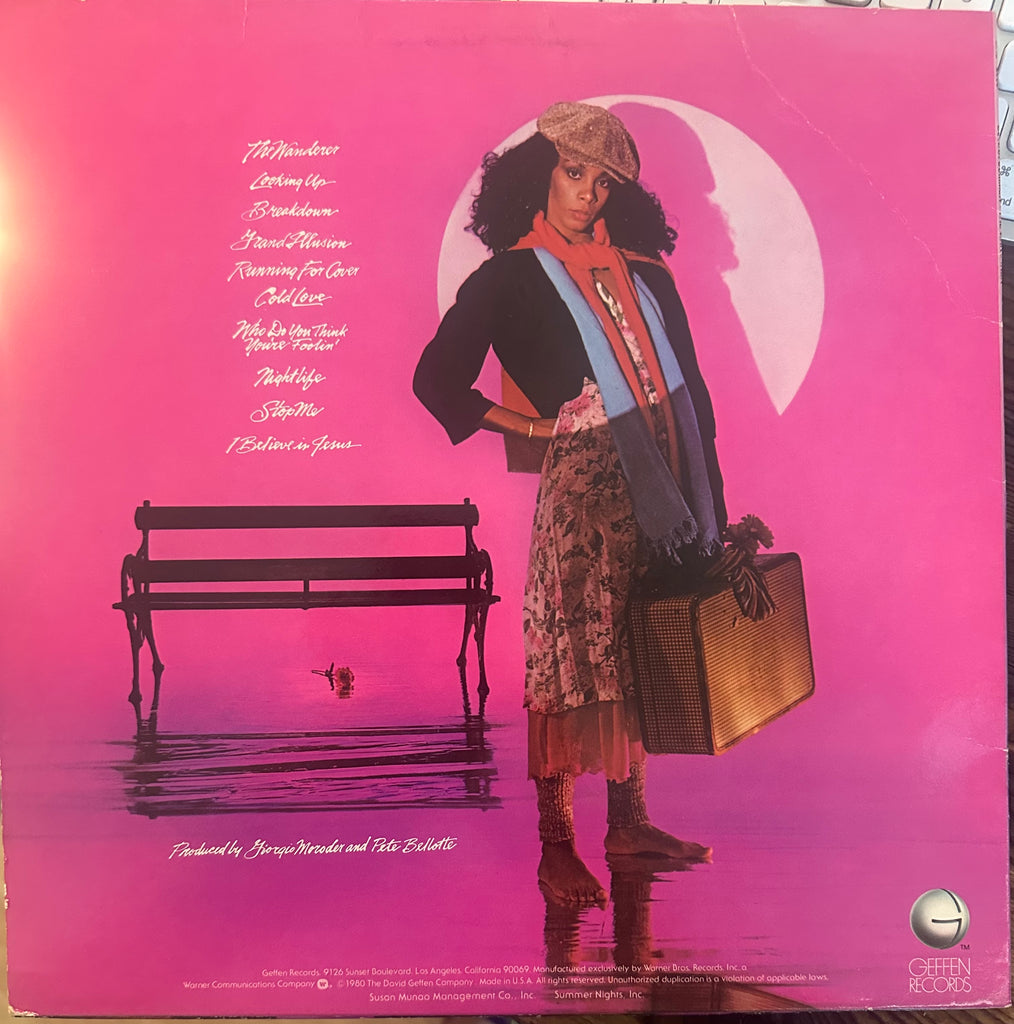 The Wanderer
Looking Up
Breakdown
Grand Illusion
Running For Cover
Cold Love
Who Do You Think
You're Foolin'
Nightlife
Stop Me
I Believe in Jesus
Produced by Giorgio Moroder and Pete Bellotte
Geffen Records, 9126 Sunset Boulevard, Los Angeles, California 90069. Manufactured exclusively by Warner Bros. Records, Inc., a
Warner Communications Company W. © 1980 The David Geffen Company. Made in U.S.A. All rights reserved. Unauthorized duplication is a violation of applicable laws.
Susan Munao Management Co., Inc. Summer Nights, Inc.
G TM
GEFFEN
RECORDS
⌘